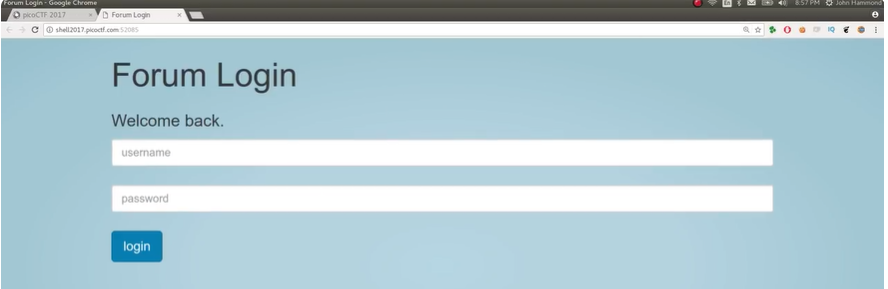 Forum Login - Google Chrome
En 8:57 PM John Hammond
picoCTF 2017 × Forum Login ×
shell2017.picoctf.com:52085
Forum Login
Welcome back.
username
password
login